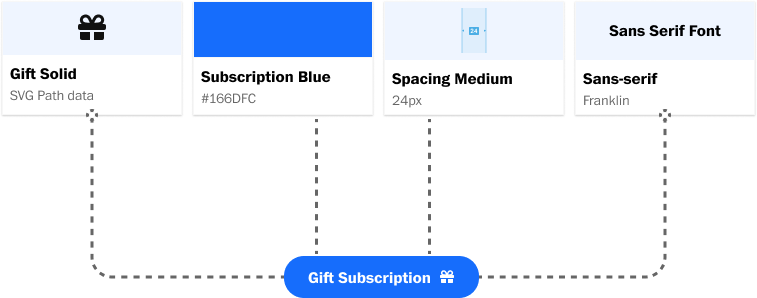 Gift Solid
SVG Path data
Subscription Blue
#166DFC
24
Spacing Medium
24px
Sans Serif Font
Sans-serif
Franklin
Gift Subscription